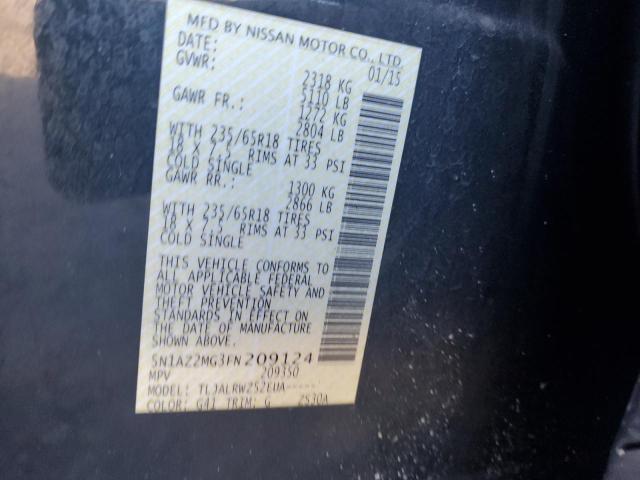 MFD BY NISSAN MOTOR CO., LTD
DATE: 01/15
GVWR: 2318 KG
5110 LB
GAWR FR.: 1272 KG
2804 LB
WITH 235/65R18 TIRES
18 X 7.5 RIMS AT 33 PSI
COLD SINGLE
GAWR RR.: 1300 KG
2866 LB
WITH 235/65R18 TIRES
18 X 7.5 RIMS AT 33 PSI
COLD SINGLE
THIS VEHICLE CONFORMS TO
ALL APPLICABLE FEDERAL
MOTOR VEHICLE SAFETY AND
THEFT PREVENTION
STANDARDS IN EFFECT ON
THE DATE OF MANUFACTURE
SHOWN ABOVE.
5N1AZ2MG3FN209124
MPV 209350
MODEL: TLJALRWZ52EUA-----
COLOR: G41 TRIM: G ZS30A